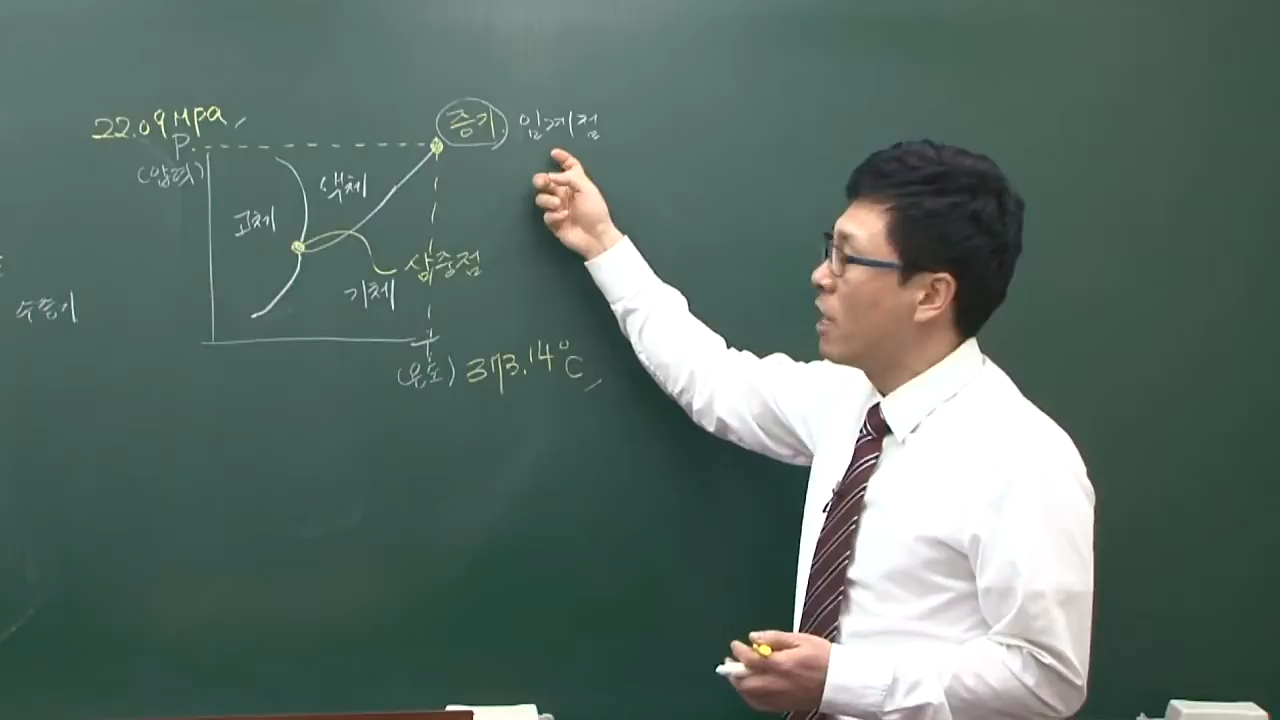 22.09 MPa,
P.
(압력)
증기
임계점
액체
고체
삼중점
기체
수증기
(온도) 373.14℃,